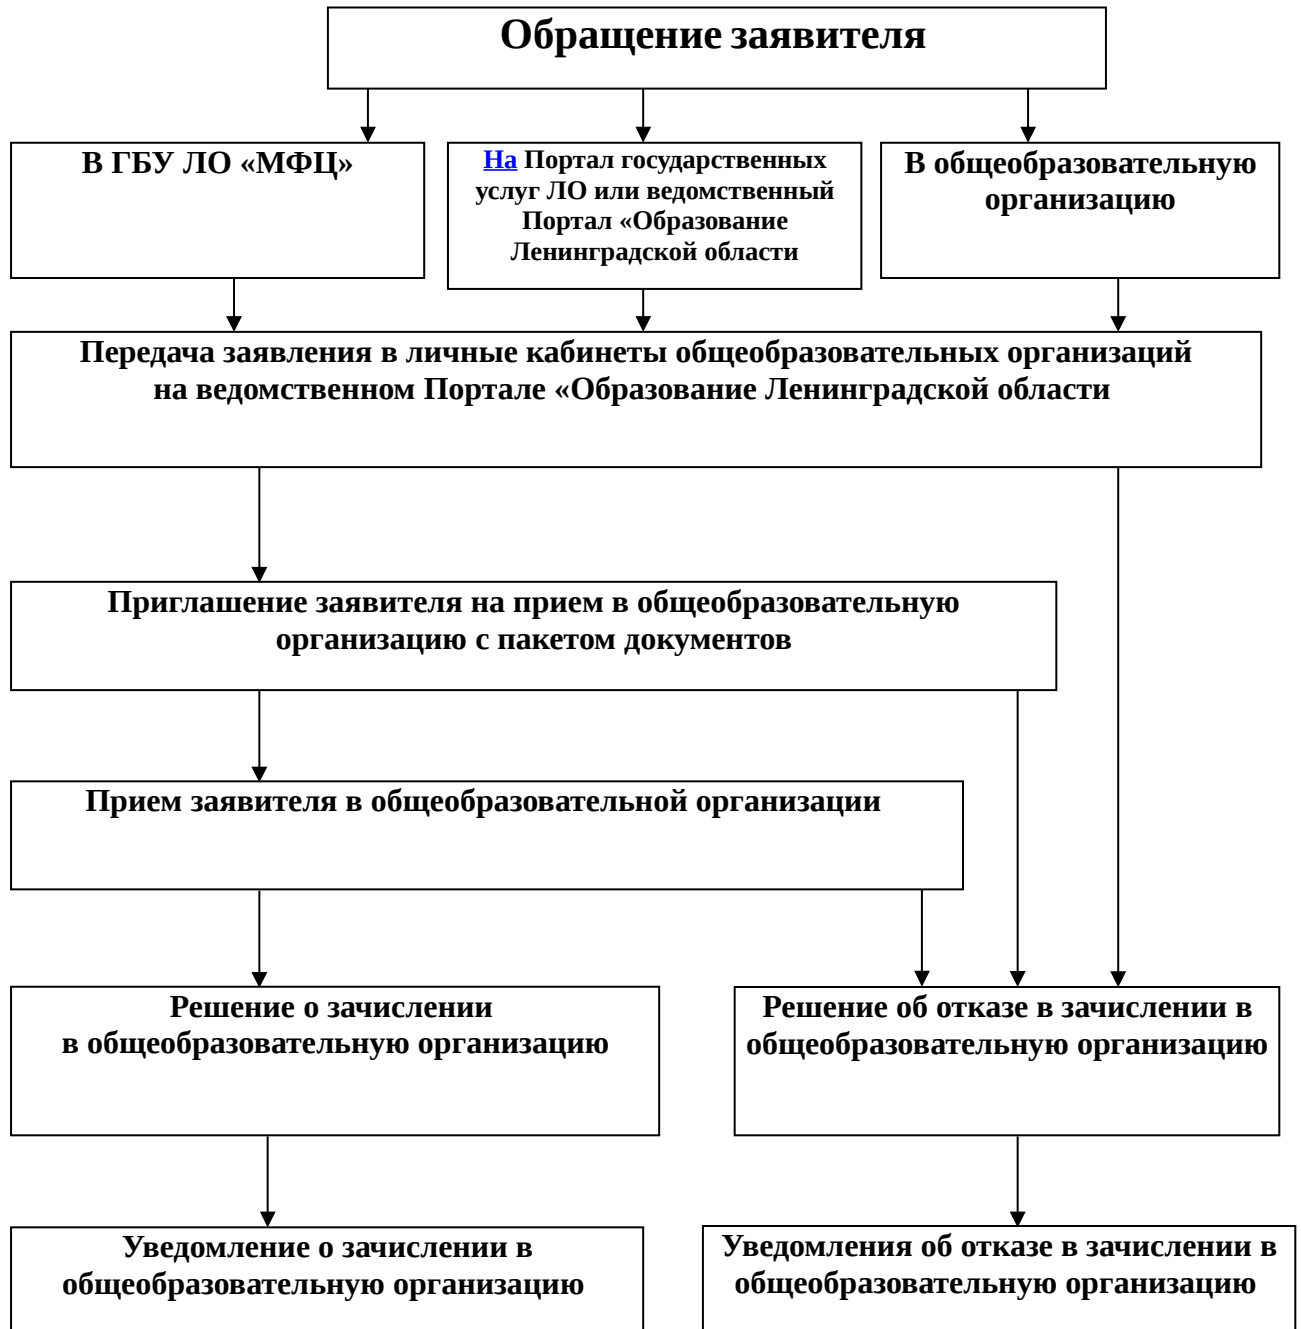 Обращение заявителя
В ГБУ ЛО «МФЦ»
На Портал государственных
услуг ЛО или ведомственный
Портал «Образование
Ленинградской области
В общеобразовательную
организацию
Передача заявления в личные кабинеты общеобразовательных организаций
на ведомственном Портале «Образование Ленинградской области
Приглашение заявителя на прием в общеобразовательную
организацию с пакетом документов
Прием заявителя в общеобразовательной организации
Решение о зачислении
в общеобразовательную организацию
Решение об отказе в зачислении в
общеобразовательную организацию
Уведомление о зачислении в
общеобразовательную организацию
Уведомления об отказе в зачислении в
общеобразовательную организацию